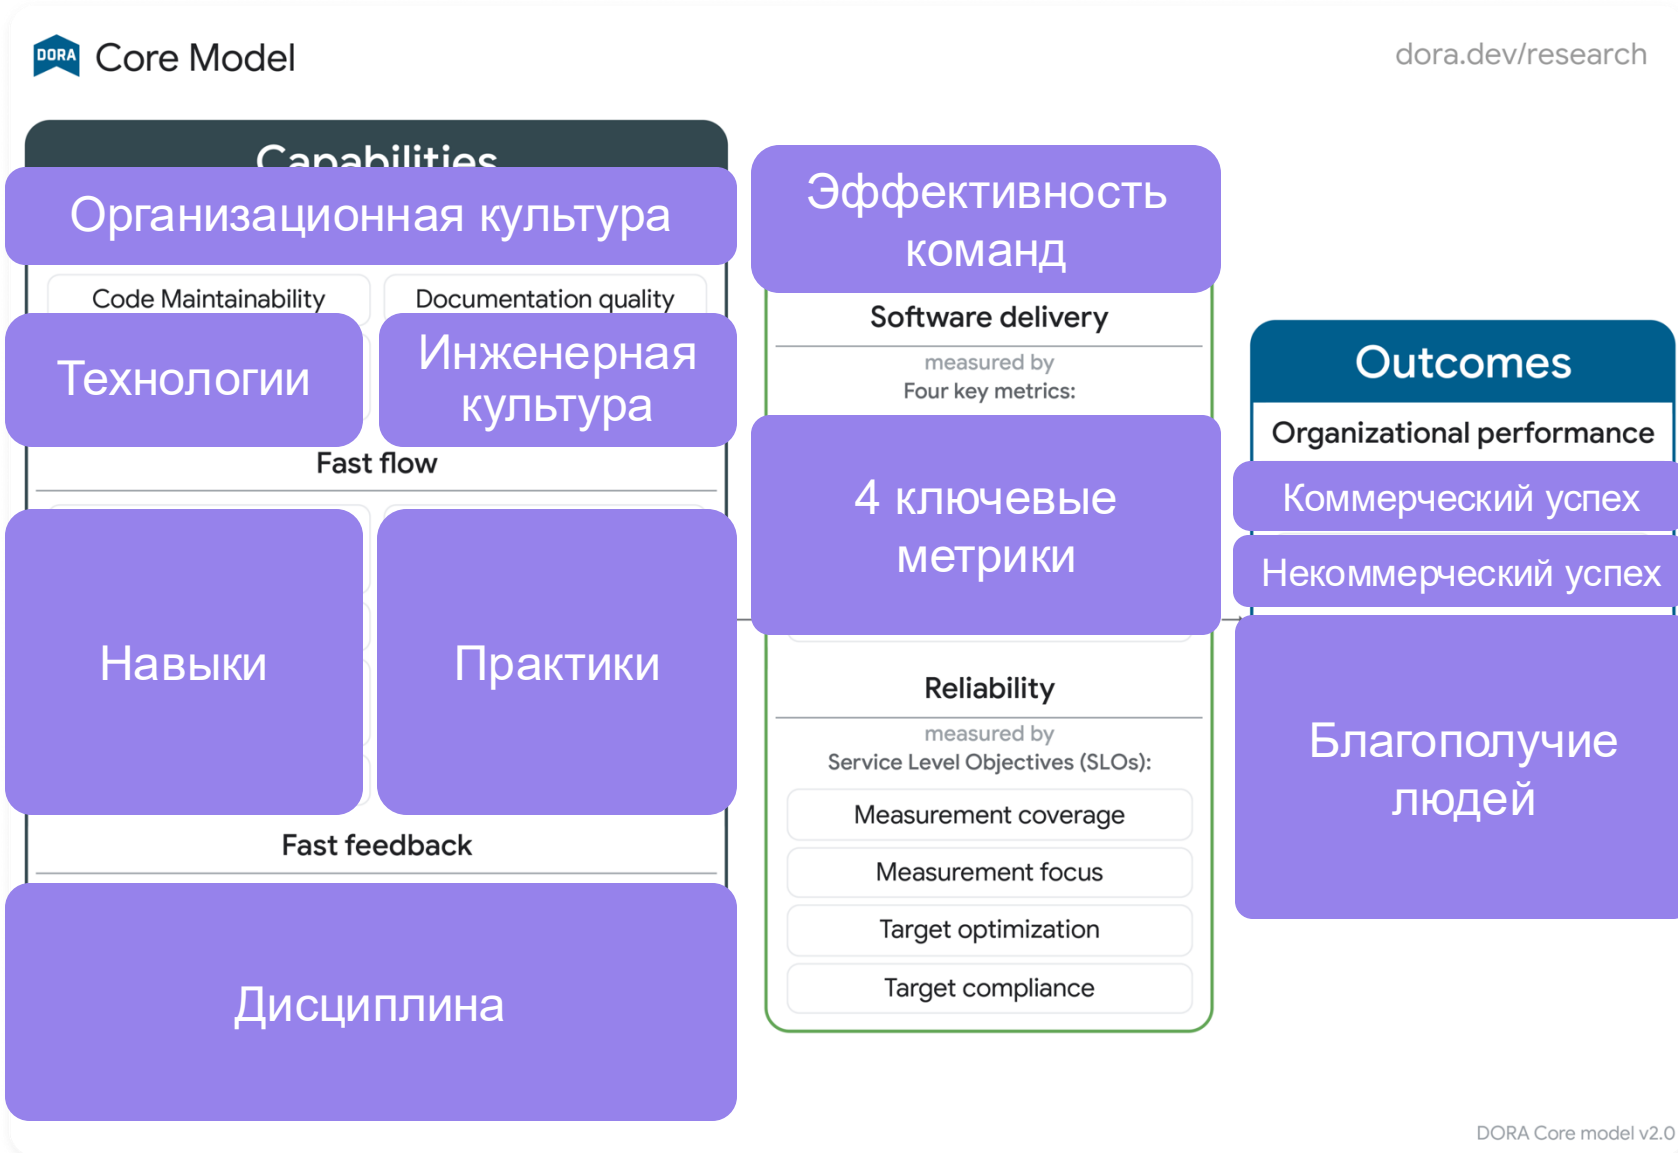 DORA
Core Model
dora.dev/research
Capabilities
Организационная культура
Code Maintainability
Documentation quality
Технологии
Инженерная
культура
Fast flow
Навыки
Практики
Fast feedback
Дисциплина
Эффективность
команд
Software delivery
measured by
Four key metrics:
4 ключевые
метрики
Reliability
measured by
Service Level Objectives (SLOs):
Measurement coverage
Measurement focus
Target optimization
Target compliance
Outcomes
Organizational performance
Коммерческий успех
Некоммерческий успех
Благополучие
людей
DORA Core model v2.0